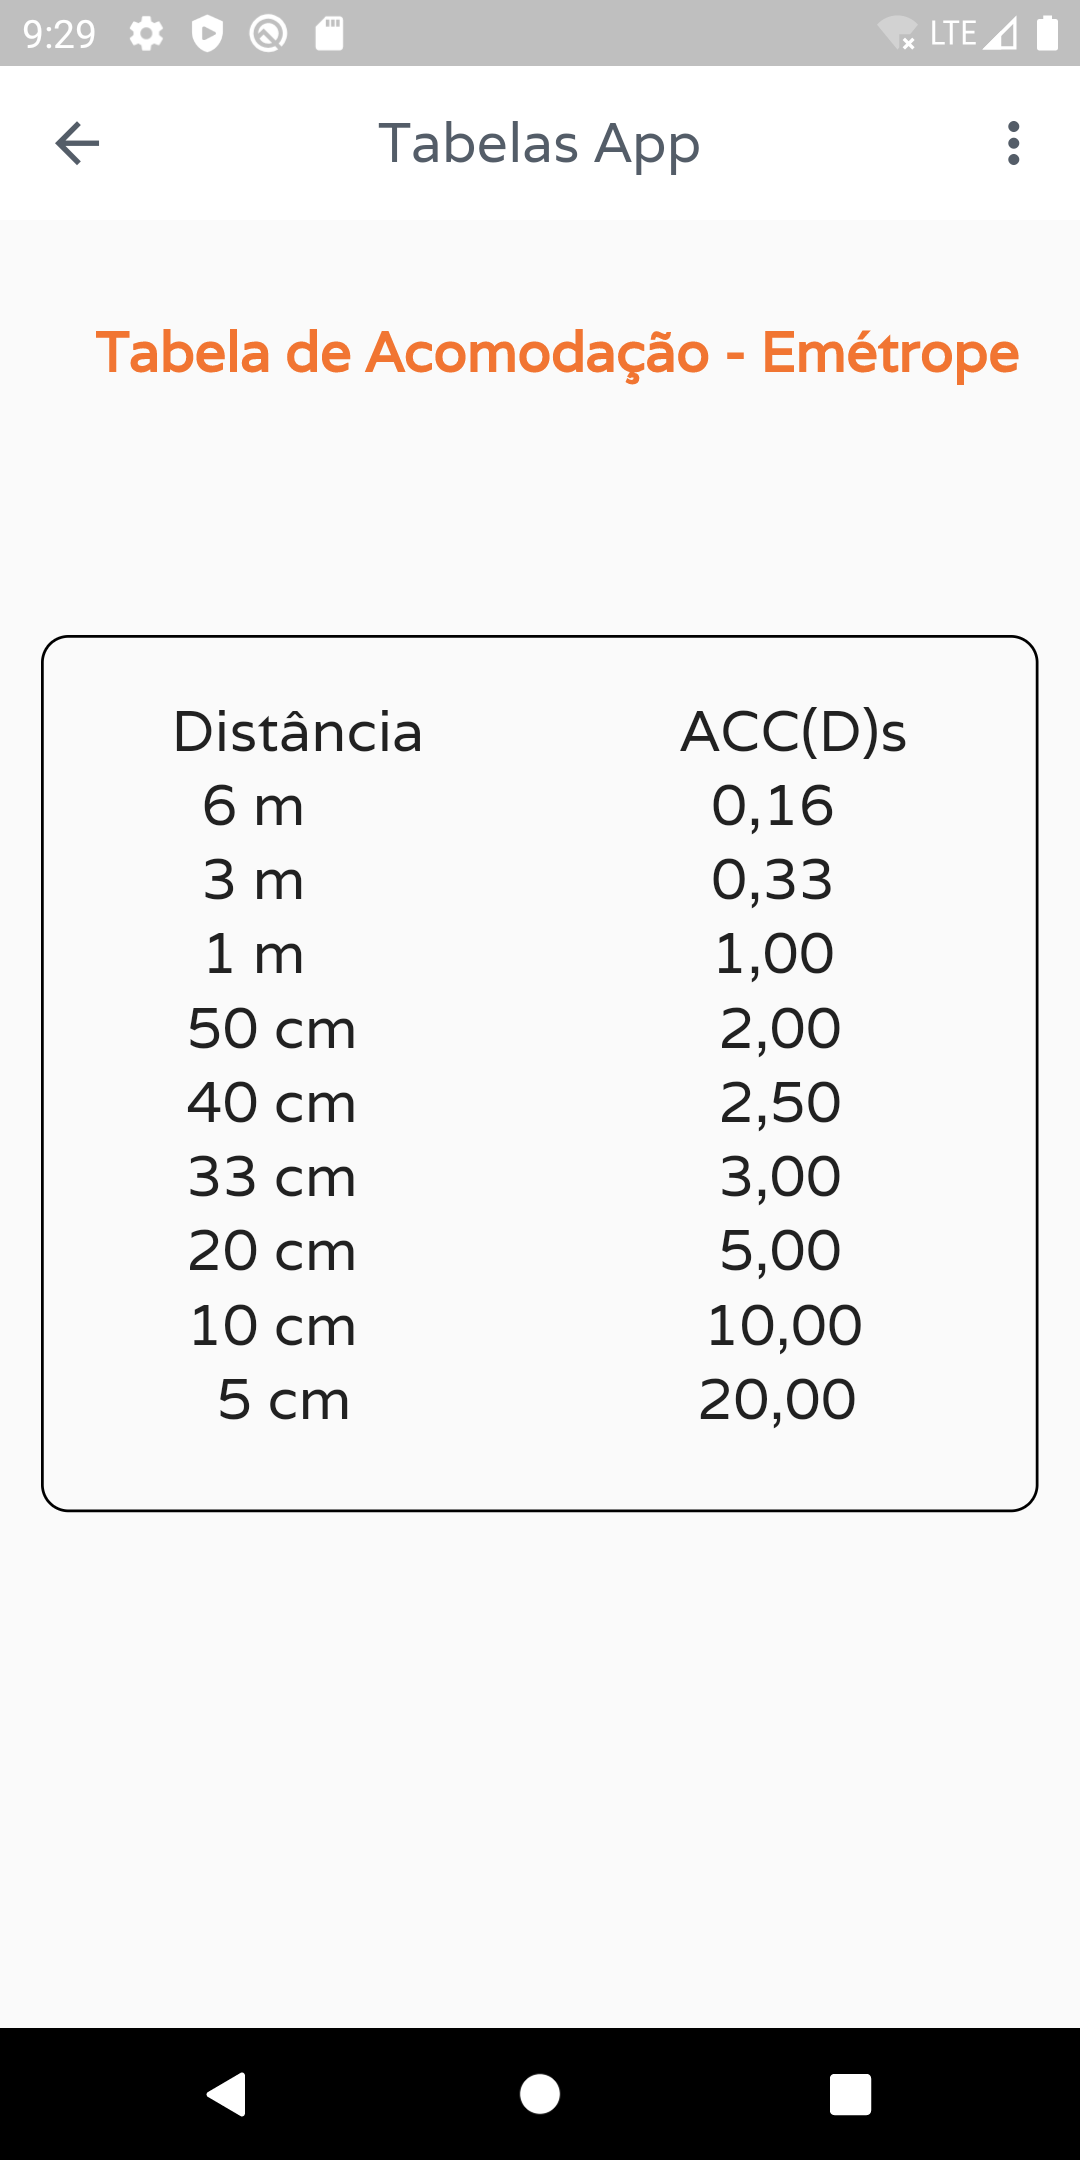 9:29 LTE
Tabelas App
Tabela de Acomodação - Emétrope
Distância ACC(D)s
6 m 0,16
3 m 0,33
1 m 1,00
50 cm 2,00
40 cm 2,50
33 cm 3,00
20 cm 5,00
10 cm 10,00
5 cm 20,00